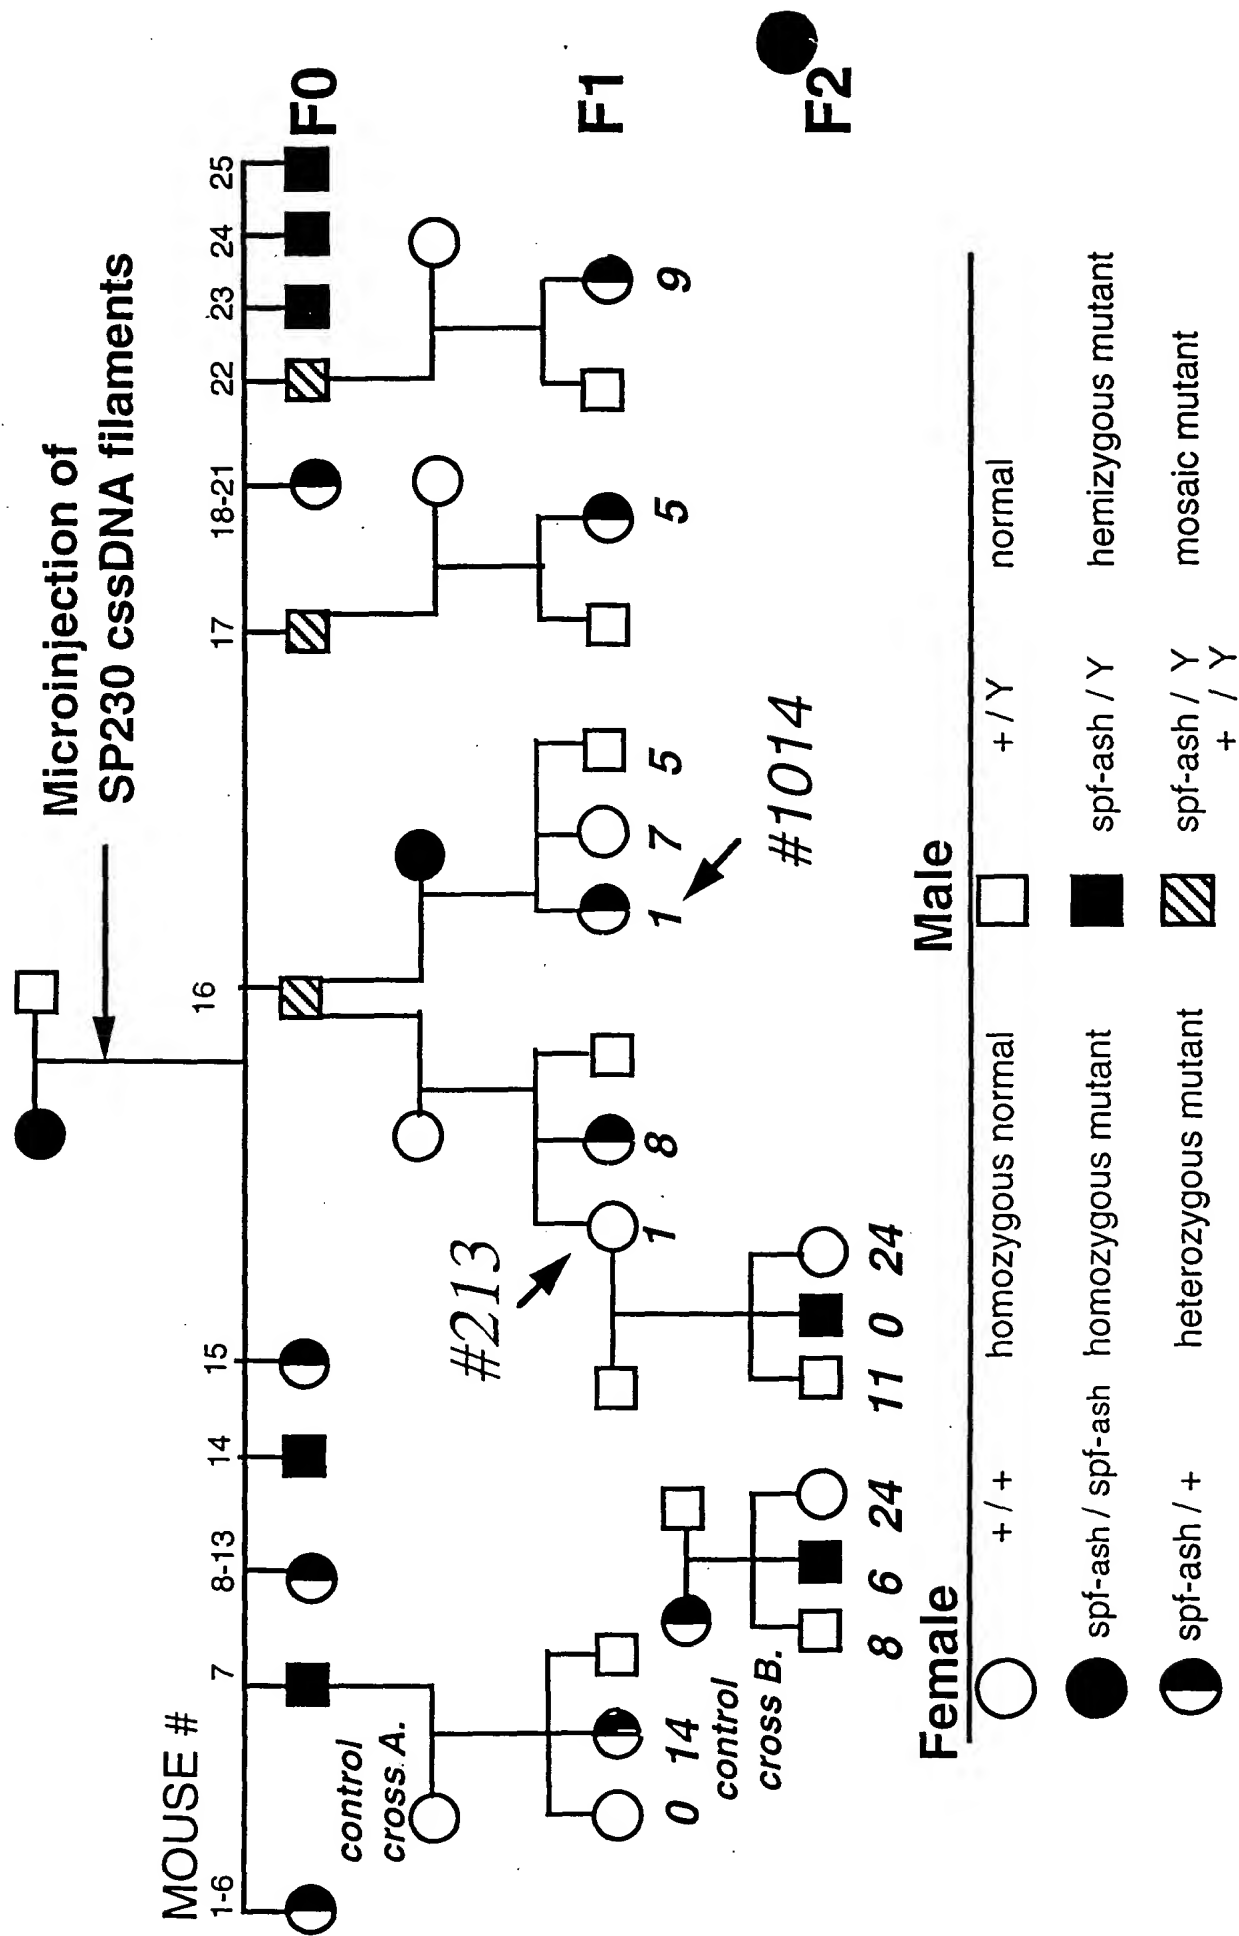 Microinjection of
SP230 cssDNA filaments
MOUSE #
1-6 7 8-13 14 15 16 17 18-21 22 23 24 25
F0
control
cross. A.
#213
F1
0 14 1 8 1 7 5 5 9
#1014
control
cross B.
F2
8 6 24 11 0 24
Female Male
+ / + homozygous normal + / Y normal
spf-ash / spf-ash homozygous mutant spf-ash / Y hemizygous mutant
spf-ash / + heterozygous mutant spf-ash / Y mosaic mutant
+ / Y